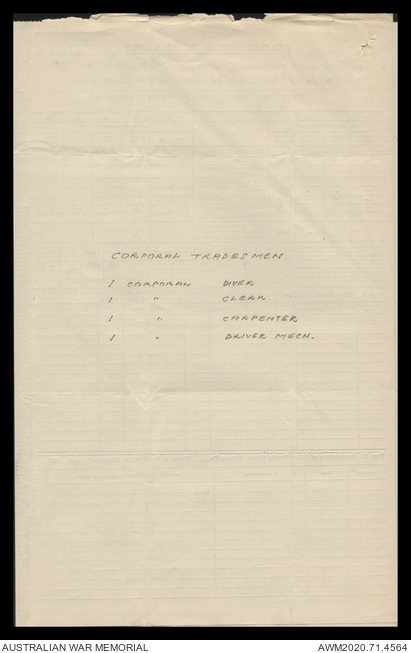 CORPORAL TRADESMEN.
1 CORPORAL DIVER
1 " CLERK.
1 " CARPENTER
1 " DRIVER MECH.
AUSTRALIAN WAR MEMORIAL AWM2020.71.4564